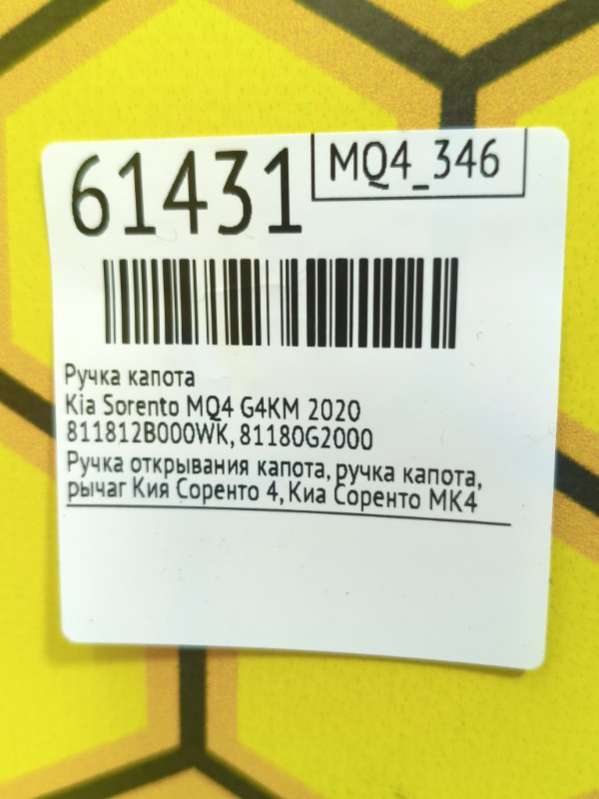 61431
MQ4_346
Ручка капота
Kia Sorento MQ4 G4KM 2020
811812B000WK, 81180G2000
Ручка открывания капота, ручка капота,
рычаг Кия Соренто 4, Киа Соренто МК4